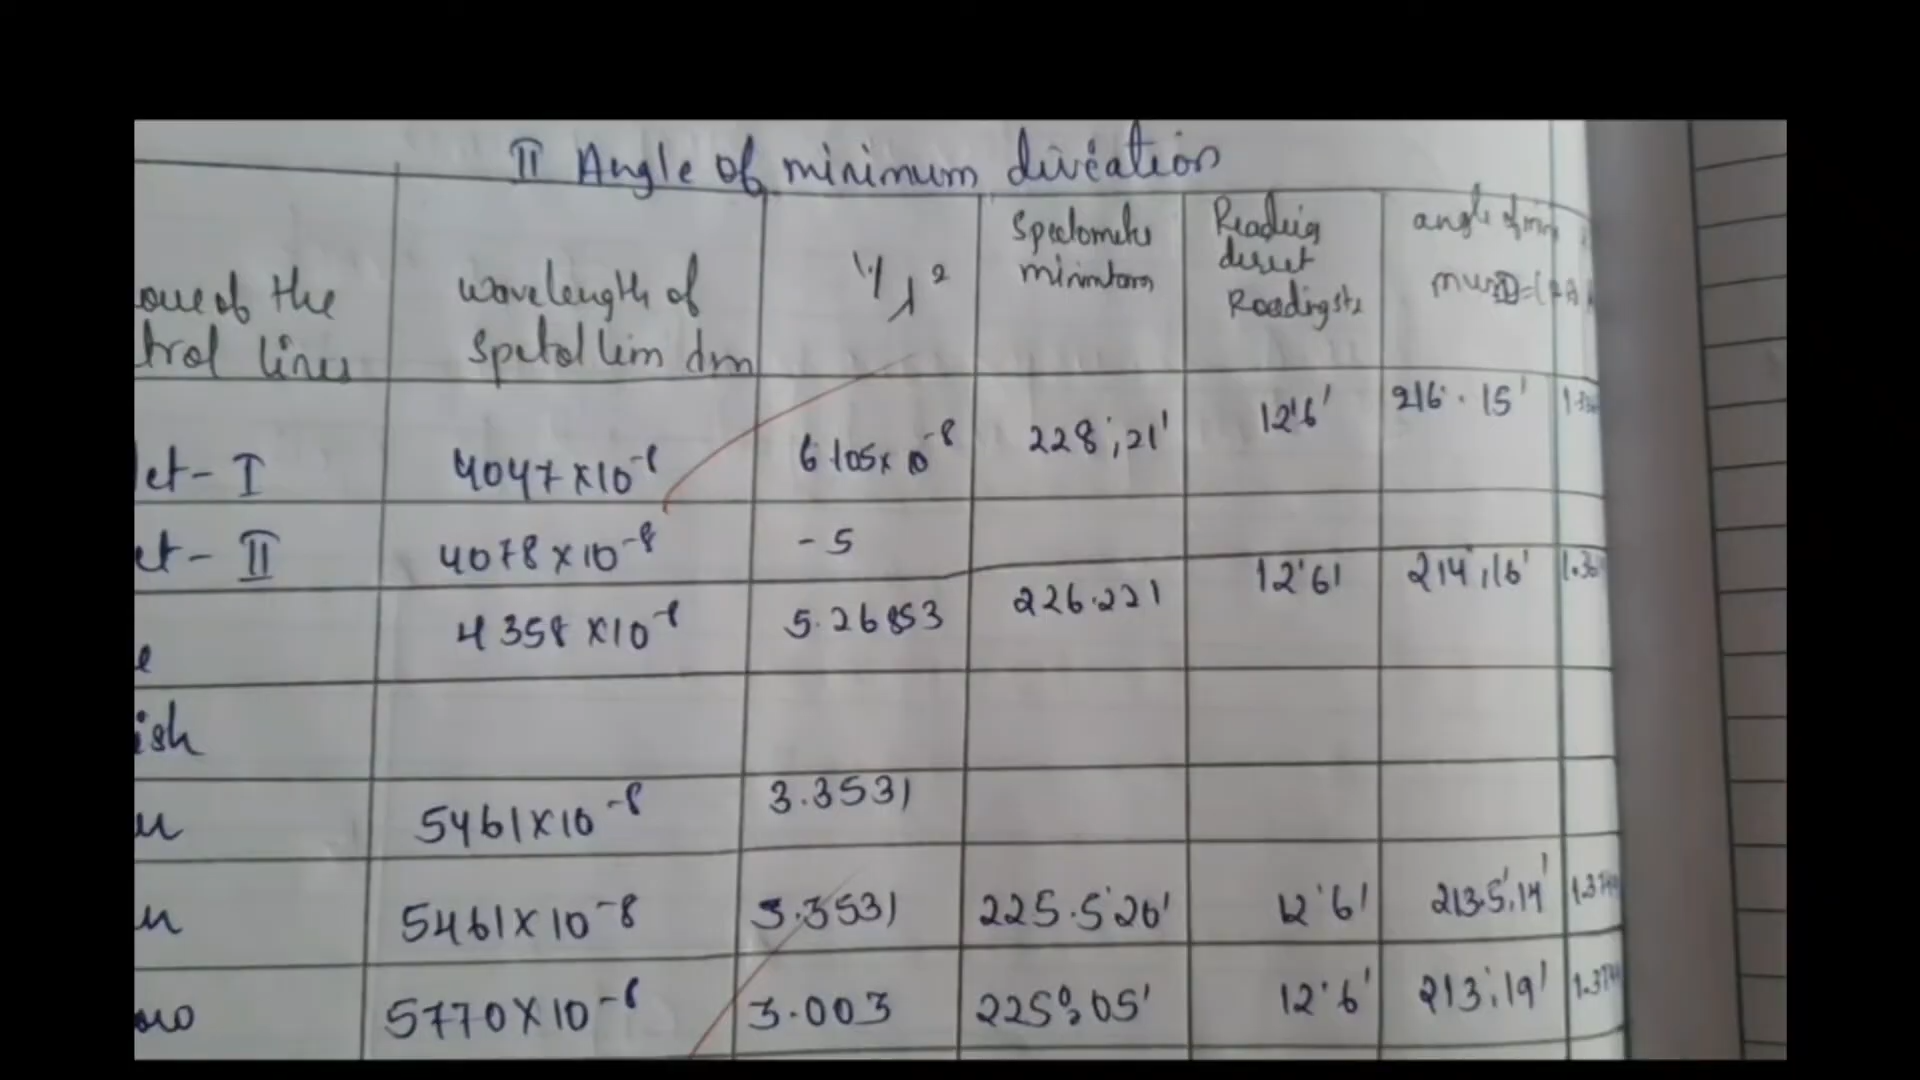 II Angle of minimum diviation
oue of the
trol lines
wavelength of
Spetol lim dm
1/λ²
minimtom
Reading
direct
Readingst2
angle of min
let- I
4047×10⁻⁸
6.105×10⁻⁸
228°,21'
12°6'
216.15'
et- II
4078×10⁻⁸
-5
e
4358×10⁻⁸
5.26853
226.221
12°61
214°,16'
ish
u
5461×10⁻⁸
3.3531
u
5461×10⁻⁸
3.3531
225.5°20'
12°6'
213.5',14'
5770×10⁻⁸
3.003
225°,05'
12°6'
213°,19'